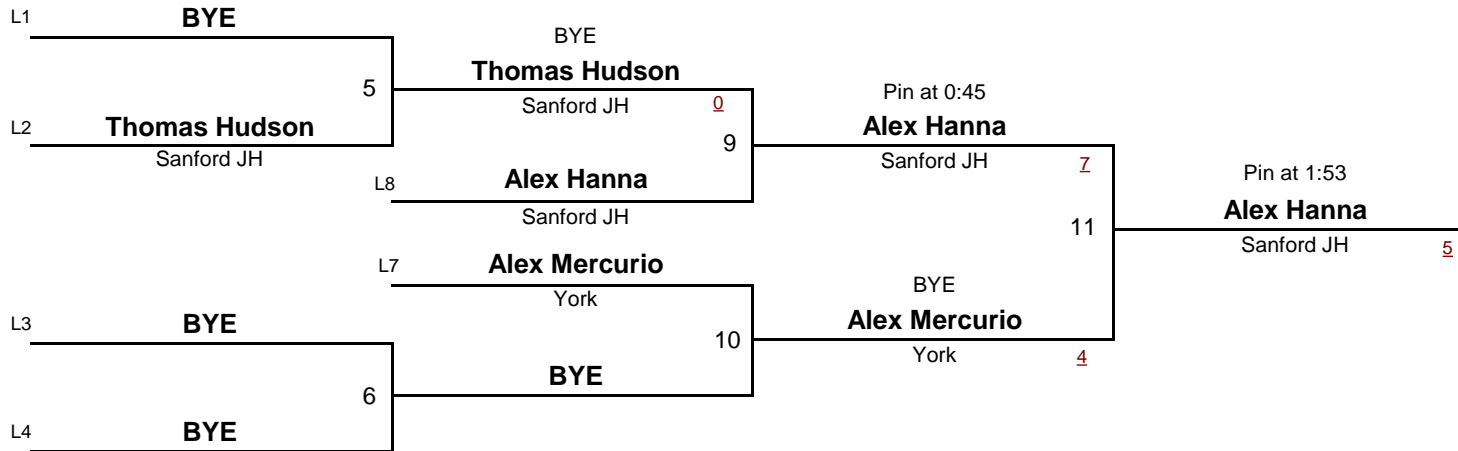 L1
BYE
BYE
Thomas Hudson
5
Sanford JH
0
Pin at 0:45
Alex Hanna
L2
Thomas Hudson
Sanford JH
9
Sanford JH
7
Pin at 1:53
L8
Alex Hanna
Sanford JH
Alex Hanna
11
Sanford JH
5
L7
Alex Mercurio
York
BYE
L3
BYE
Alex Mercurio
10
York
4
BYE
6
L4
BYE